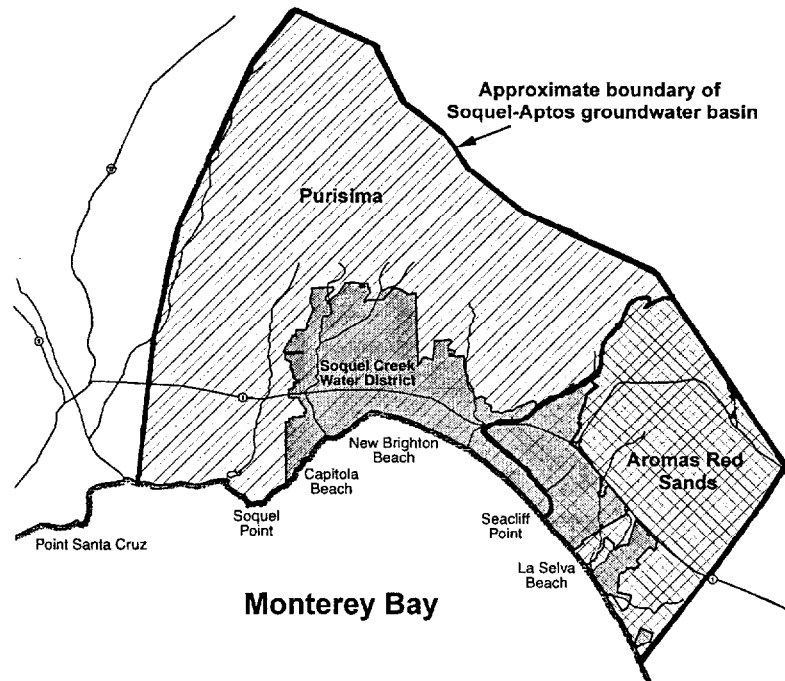 Approximate boundary of
Soquel-Aptos groundwater basin
Purisima
Soquel Creek
Water District
New Brighton
Beach
Capitola
Beach
Aromas Red
Sands
Soquel
Point
Seacliff
Point
Point Santa Cruz
La Selva
Beach
Monterey Bay